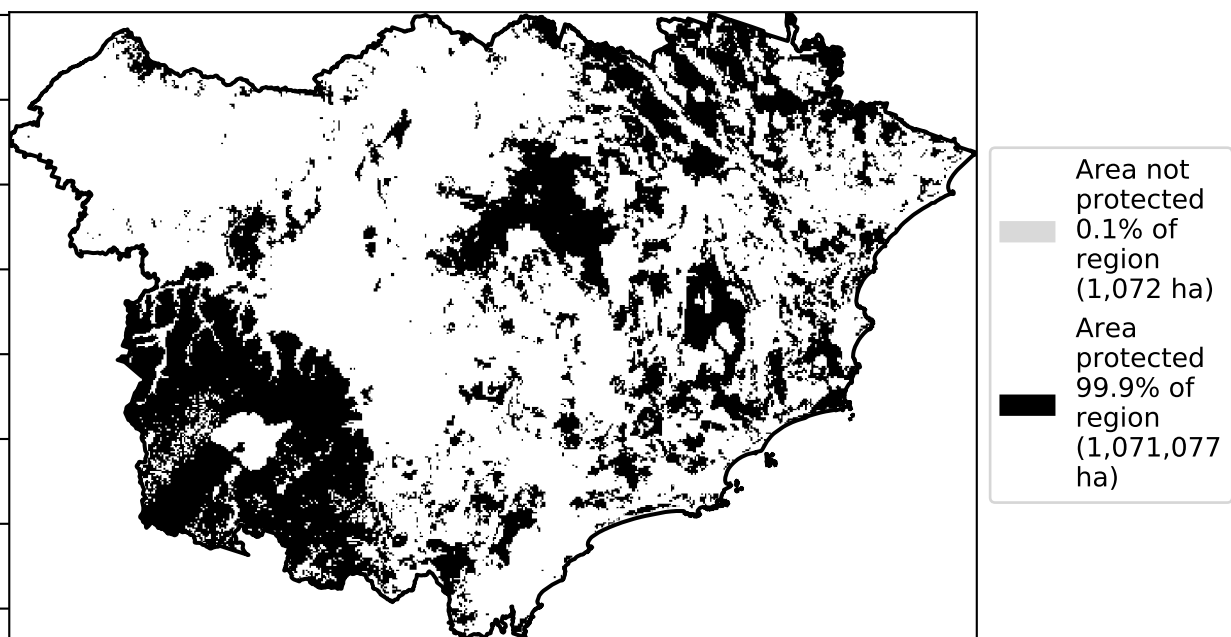 Area not
protected
0.1% of
region
(1,072 ha)
Area
protected
99.9% of
region
(1,071,077
ha)